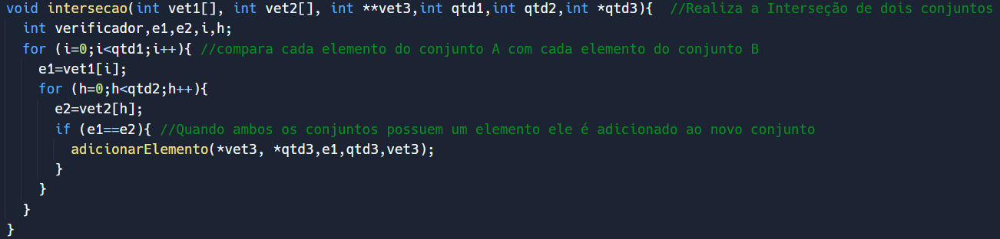 void intersecao(int vet1[], int vet2[], int **vet3,int qtd1,int qtd2,int *qtd3){  //Realiza a Interseção de dois conjuntos
  int verificador,e1,e2,i,h;
  for (i=0;i<qtd1;i++){ //compara cada elemento do conjunto A com cada elemento do conjunto B
    e1=vet1[i];
    for (h=0;h<qtd2;h++){
      e2=vet2[h];
      if (e1==e2){ //Quando ambos os conjuntos possuem um elemento ele é adicionado ao novo conjunto
        adicionarElemento(*vet3, *qtd3,e1,qtd3,vet3);
      }
    }
  }
}